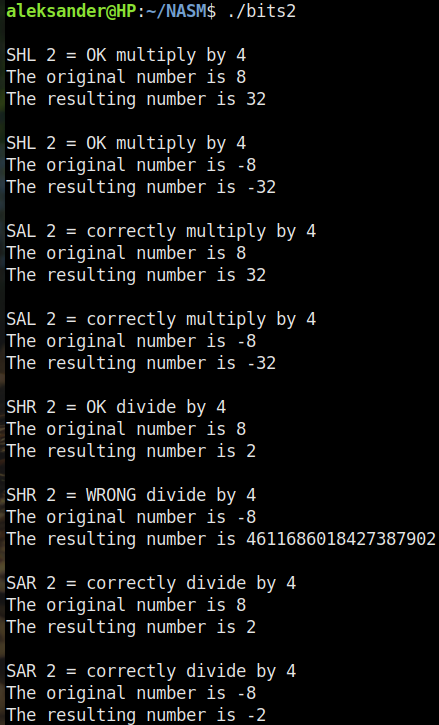 aleksander@HP:~/NASM$ ./bits2
SHL 2 = OK multiply by 4
The original number is 8
The resulting number is 32
SHL 2 = OK multiply by 4
The original number is -8
The resulting number is -32
SAL 2 = correctly multiply by 4
The original number is 8
The resulting number is 32
SAL 2 = correctly multiply by 4
The original number is -8
The resulting number is -32
SHR 2 = OK divide by 4
The original number is 8
The resulting number is 2
SHR 2 = WRONG divide by 4
The original number is -8
The resulting number is 4611686018427387902
SAR 2 = correctly divide by 4
The original number is 8
The resulting number is 2
SAR 2 = correctly divide by 4
The original number is -8
The resulting number is -2